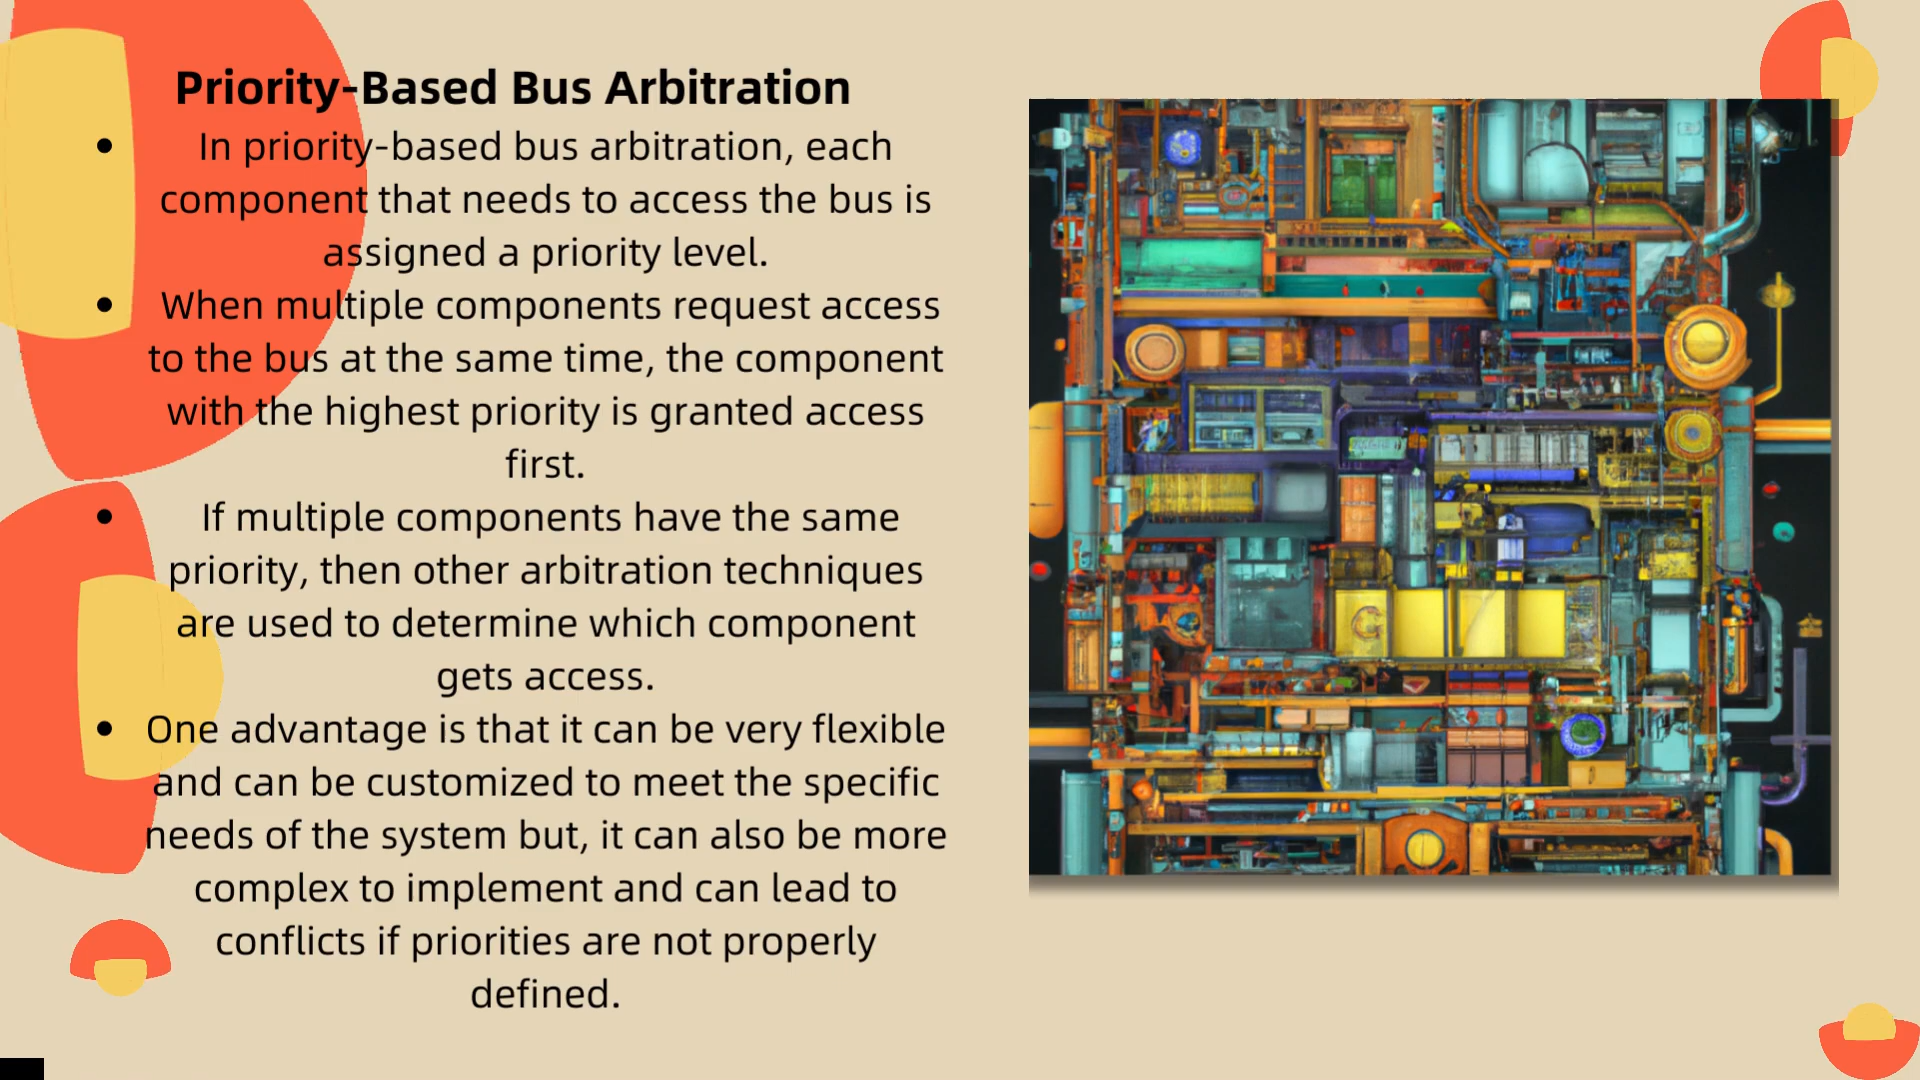 Priority-Based Bus Arbitration
• In priority-based bus arbitration, each
component that needs to access the bus is
assigned a priority level.
• When multiple components request access
to the bus at the same time, the component
with the highest priority is granted access
first.
• If multiple components have the same
priority, then other arbitration techniques
are used to determine which component
gets access.
• One advantage is that it can be very flexible
and can be customized to meet the specific
needs of the system but, it can also be more
complex to implement and can lead to
conflicts if priorities are not properly
defined.